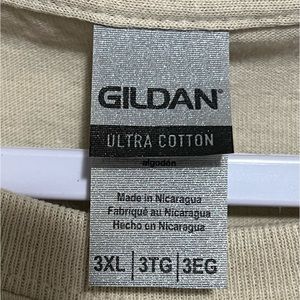 GILDAN®
ULTRA COTTON
algodón
Made in Nicaragua
Fabriqué au Nicaragua
Hecho en Nicaragua
3XL | 3TG | 3EG